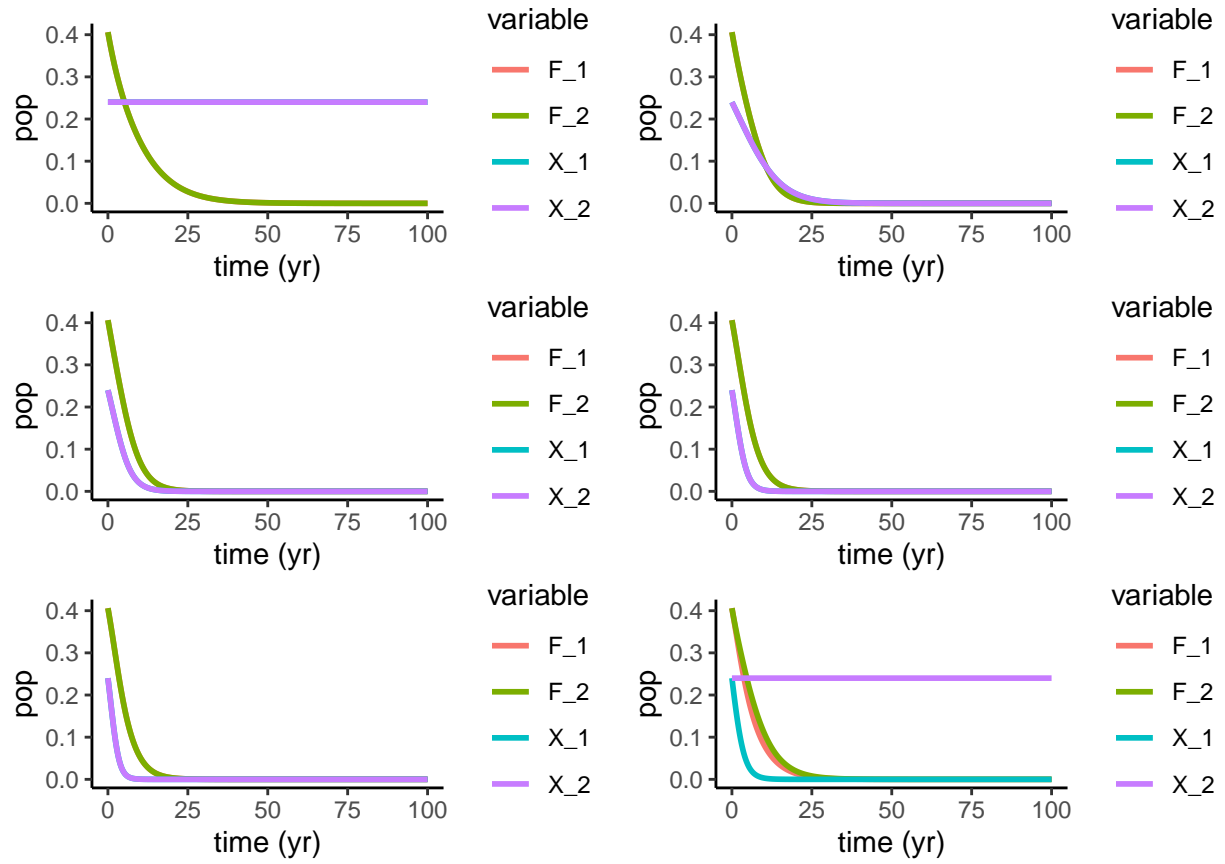 variable
F_1
F_2
X_1
X_2
pop
0.4
0.3
0.2
0.1
0.0
0 25 50 75 100
time (yr)
variable
F_1
F_2
X_1
X_2
pop
0.4
0.3
0.2
0.1
0.0
0 25 50 75 100
time (yr)
variable
F_1
F_2
X_1
X_2
pop
0.4
0.3
0.2
0.1
0.0
0 25 50 75 100
time (yr)
variable
F_1
F_2
X_1
X_2
pop
0.4
0.3
0.2
0.1
0.0
0 25 50 75 100
time (yr)
variable
F_1
F_2
X_1
X_2
pop
0.4
0.3
0.2
0.1
0.0
0 25 50 75 100
time (yr)
variable
F_1
F_2
X_1
X_2
pop
0.4
0.3
0.2
0.1
0.0
0 25 50 75 100
time (yr)